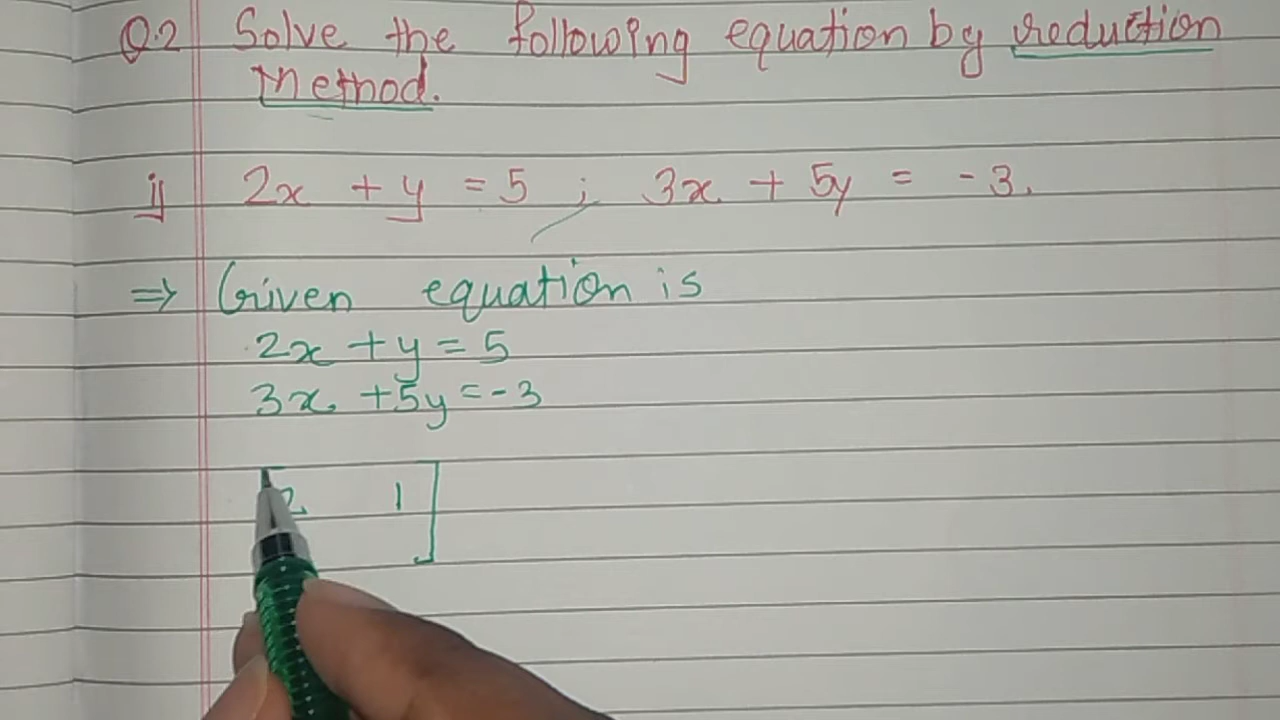 Q.2 Solve the following equation by reduction
Method.
i) 2x + y = 5 ; 3x + 5y = -3.
⇒ Given equation is
2x + y = 5
3x + 5y = -3
[2 1]